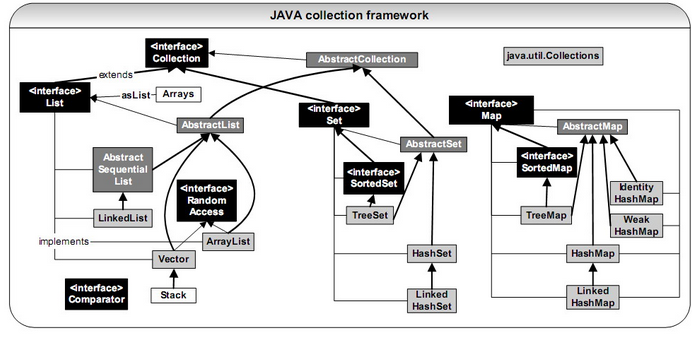 JAVA collection framework
<interface>
Collection
AbstractCollection
java.util.Collections
extends
<interface>
List
asList
Arrays
<interface>
Set
<interface>
Map
AbstractList
AbstractSet
AbstractMap
Abstract
Sequential
List
<interface>
SortedSet
<interface>
SortedMap
<interface>
Random
Access
Identity
HashMap
LinkedList
TreeSet
TreeMap
Weak
HashMap
implements
ArrayList
Vector
HashSet
HashMap
<interface>
Comparator
Stack
Linked
HashSet
Linked
HashMap